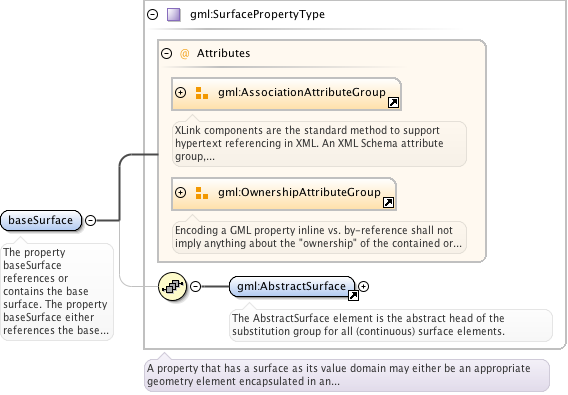 gml:SurfacePropertyType
@ Attributes
gml:AssociationAttributeGroup
XLink components are the standard method to support
hypertext referencing in XML. An XML Schema attribute
group,...
gml:OwnershipAttributeGroup
Encoding a GML property inline vs. by-reference shall not
imply anything about the "ownership" of the contained or...
baseSurface
The property
baseSurface
references or
contains the base
surface. The property
baseSurface either
references the base...
gml:AbstractSurface
The AbstractSurface element is the abstract head of the
substitution group for all (continuous) surface elements.
A property that has a surface as its value domain may either be an appropriate
geometry element encapsulated in an...